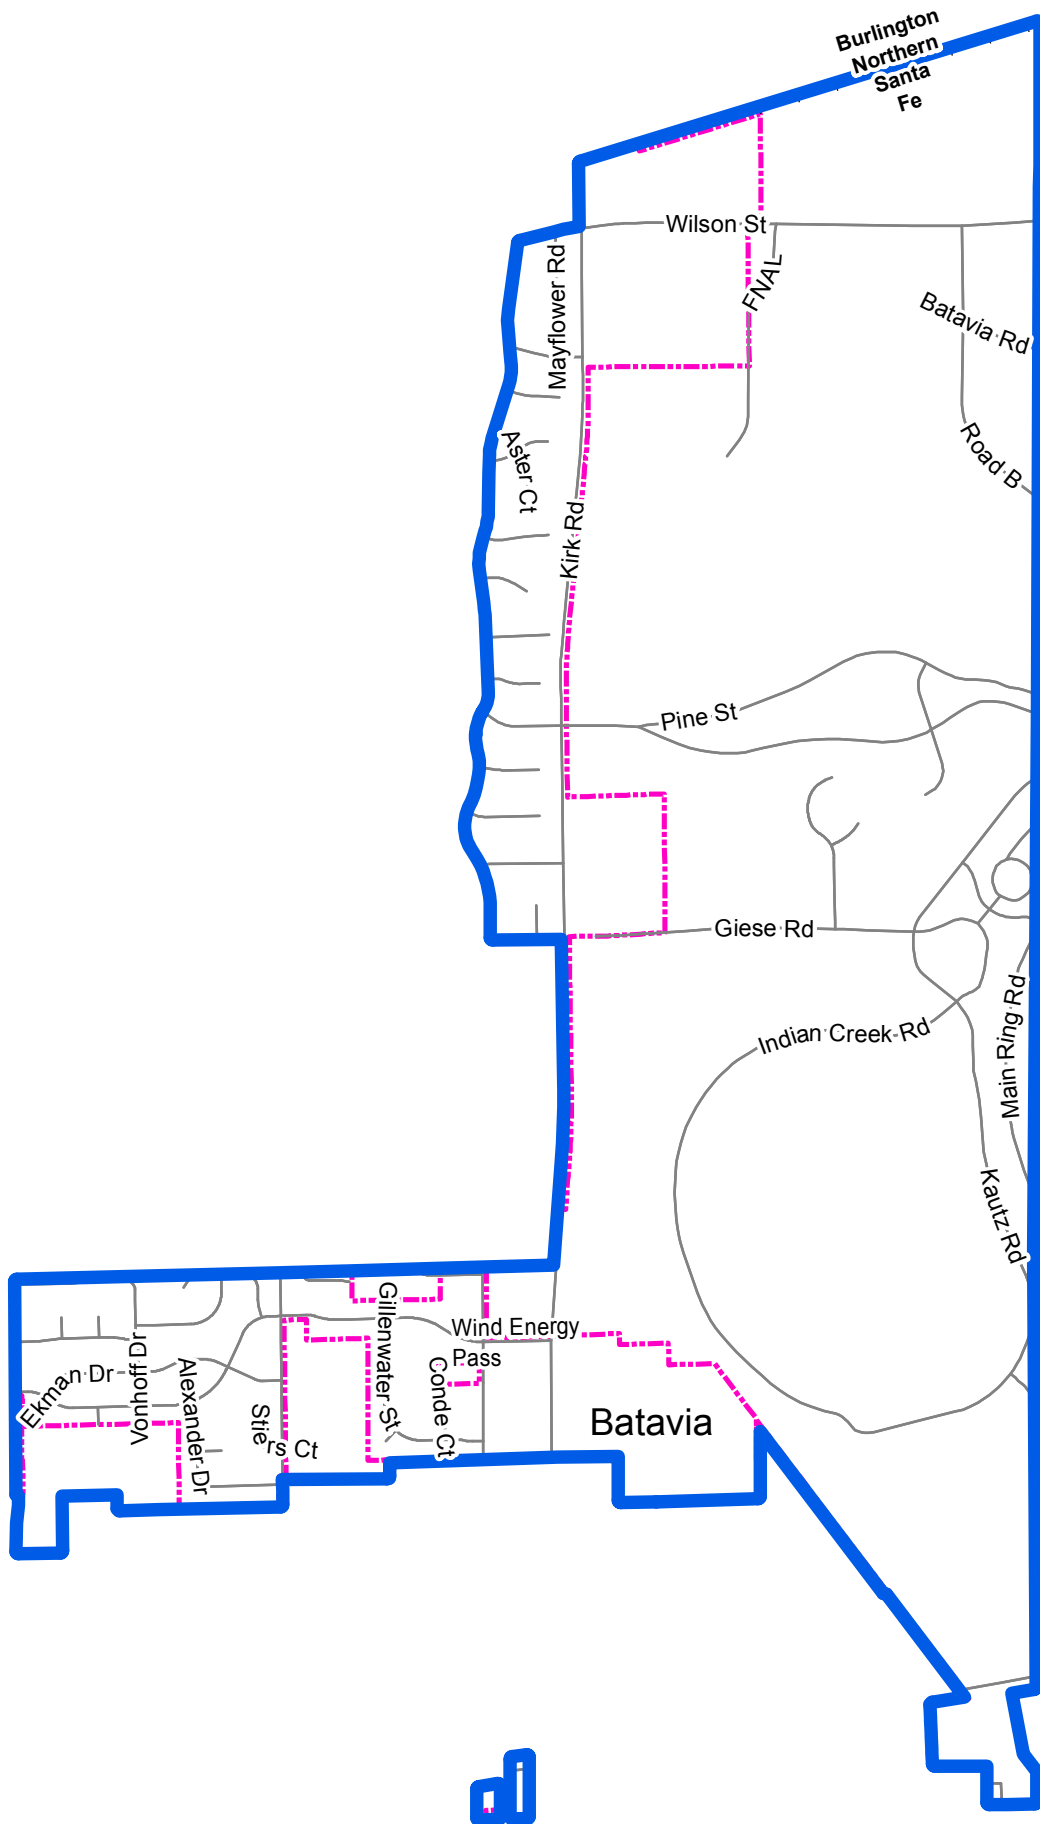 Burlington
Northern
Santa
Fe
Wilson St
Mayflower Rd
FNAL
Batavia Rd
Aster Ct
Road B
Kirk Rd
Pine St
Giese Rd
Indian Creek Rd
Main Ring Rd
Kautz Rd
Gillenwater St
Wind Energy
Pass
Conde Ct
Ekman Dr
Vonhoff Dr
Alexander Dr
Stiers Ct
Batavia